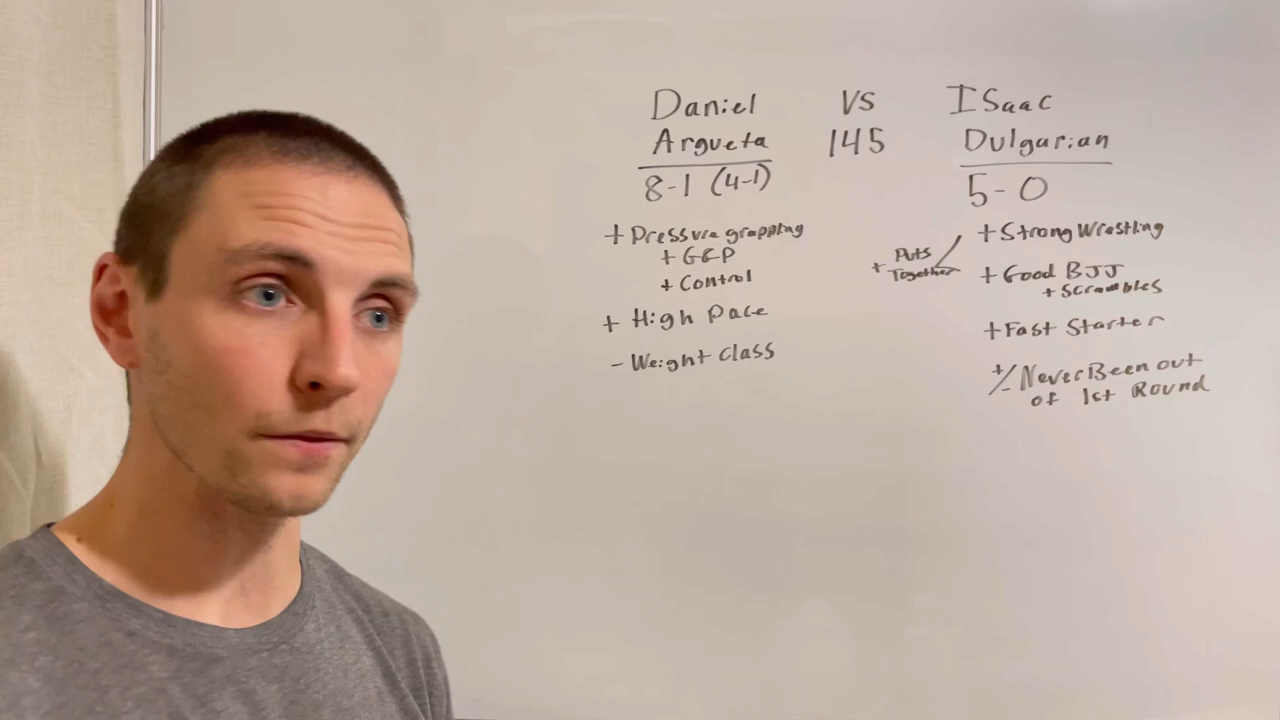 Daniel VS ISaac
Argueta 145 Dulgarian
8-1 (4-1) 5-0
+ Pressure grappling
+ G&P
+ Control
+ High Pace
- Weight Class
+ Strong Wrestling
+ Puts
Together
+ Good BJJ
+ Scrambles
+ Fast Starter
+/- Never Been out
of 1st Round